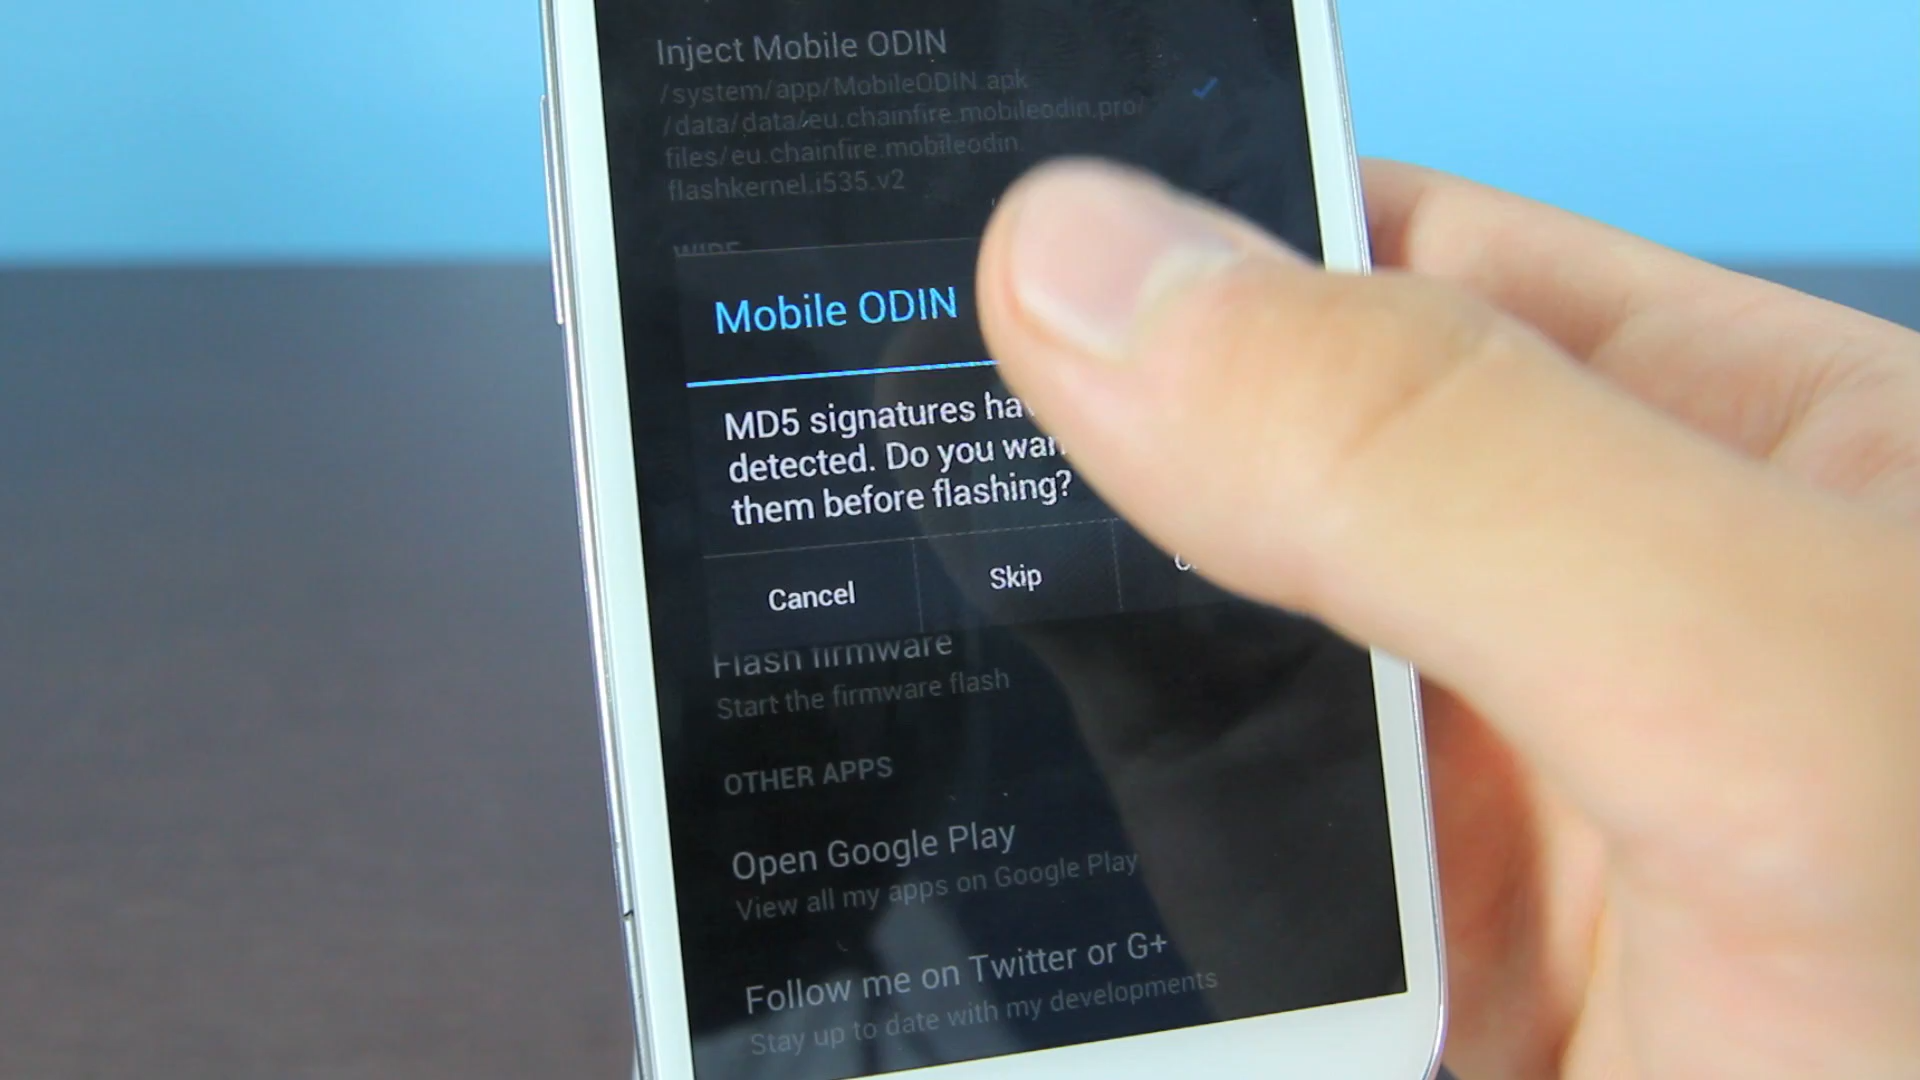 Inject Mobile ODIN
/system/app/MobileODIN.apk
/data/data/eu.chainfire.mobileodin.pro/
files/eu.chainfire.mobileodin.
flashkernel.i535.v2
WIPE
Mobile ODIN
MD5 signatures
detected. Do you
them before flashing?
Cancel
Skip
Flash firmware
Start the firmware flash
OTHER APPS
Open Google Play
View all my apps on Google Play
Follow me on Twitter or G+
Stay up to date with my developments